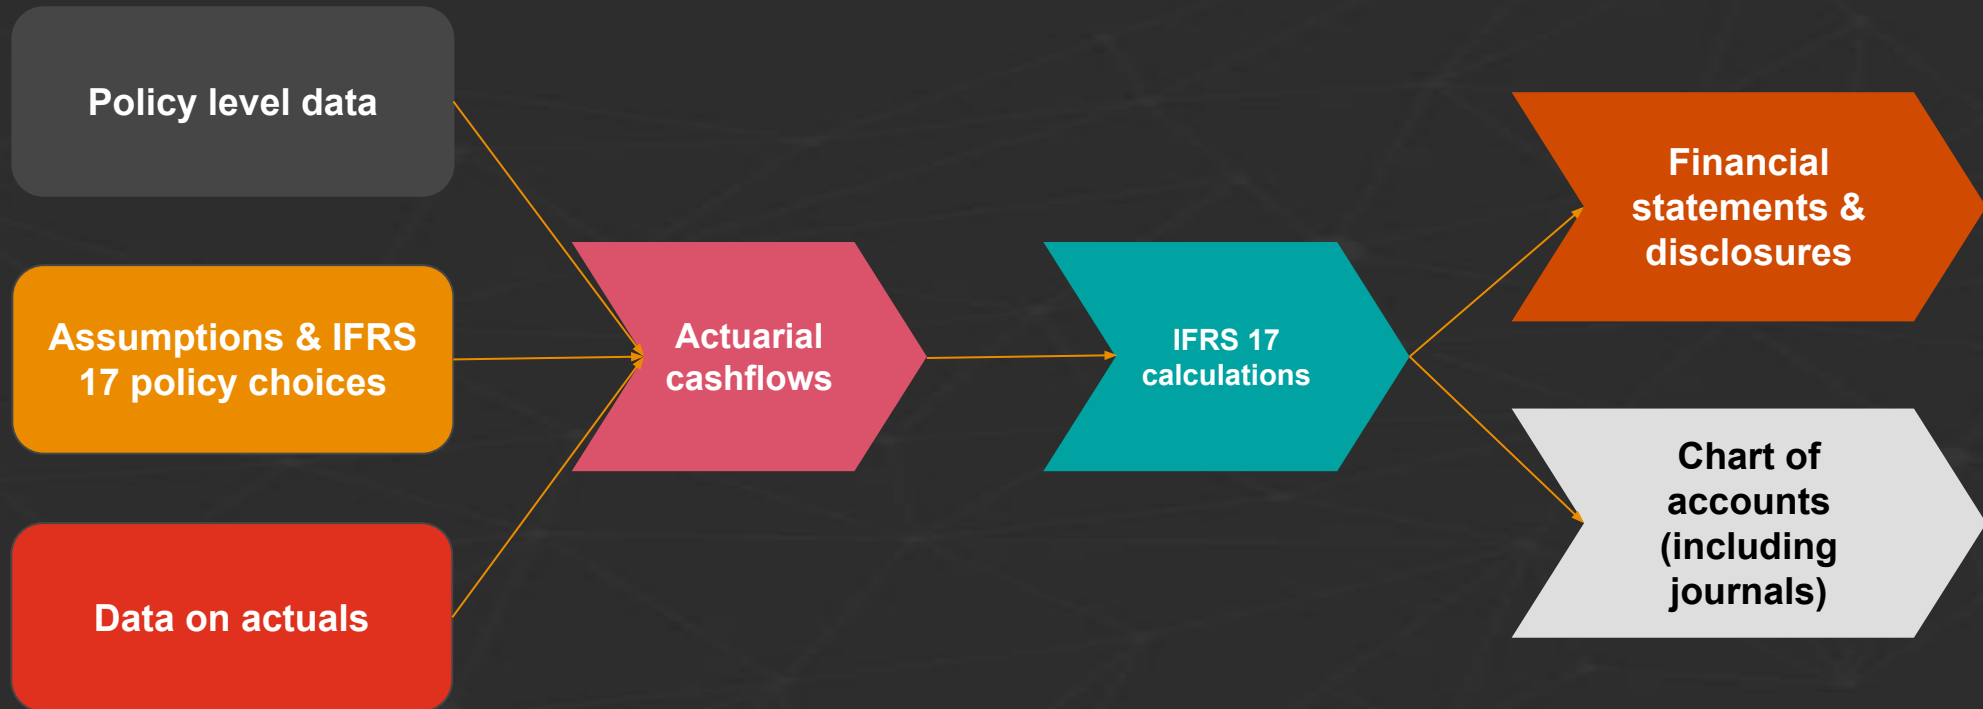 Policy level data
Assumptions & IFRS
17 policy choices
Data on actuals
Actuarial
cashflows
IFRS 17
calculations
Financial
statements &
disclosures
Chart of
accounts
(including
journals)